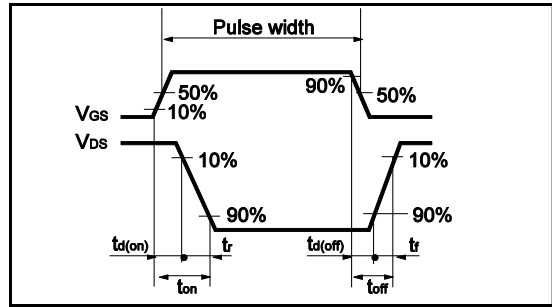 Pulse width
90%
50%
50%
10%
VGS
VDS
10%
10%
90%
90%
td(on)
tr
td(off)
tf
ton
toff